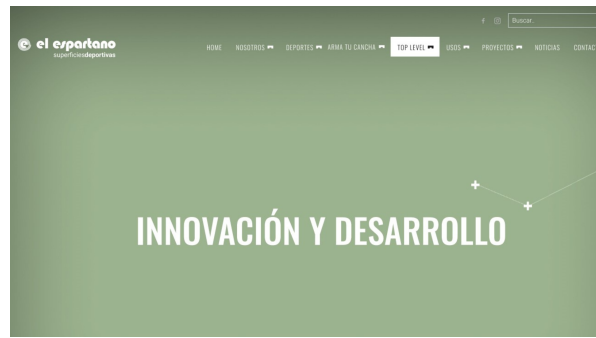 Buscar..
el espartano
superficiesdeportivas
HOME NOSOTROS DEPORTES ARMA TU CANCHA TOP LEVEL USOS PROYECTOS NOTICIAS CONTAC
INNOVACIÓN Y DESARROLLO